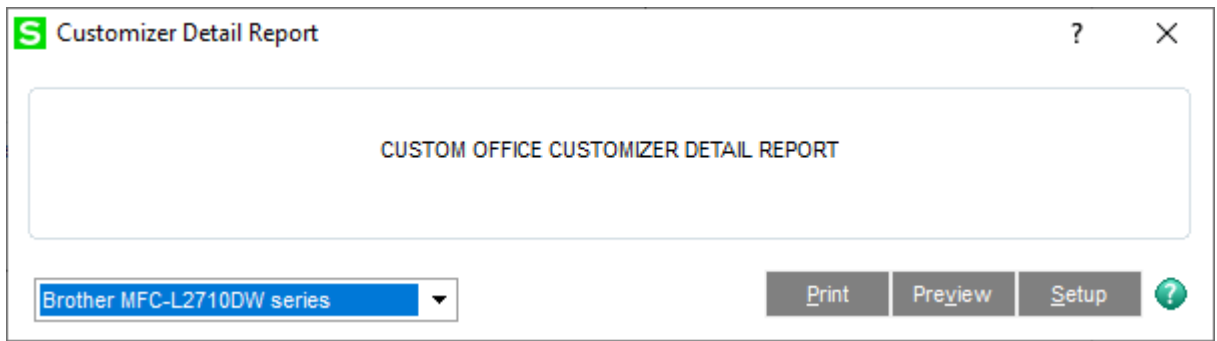 S Customizer Detail Report ? ×
CUSTOM OFFICE CUSTOMIZER DETAIL REPORT
Brother MFC-L2710DW series Print Preview Setup ?